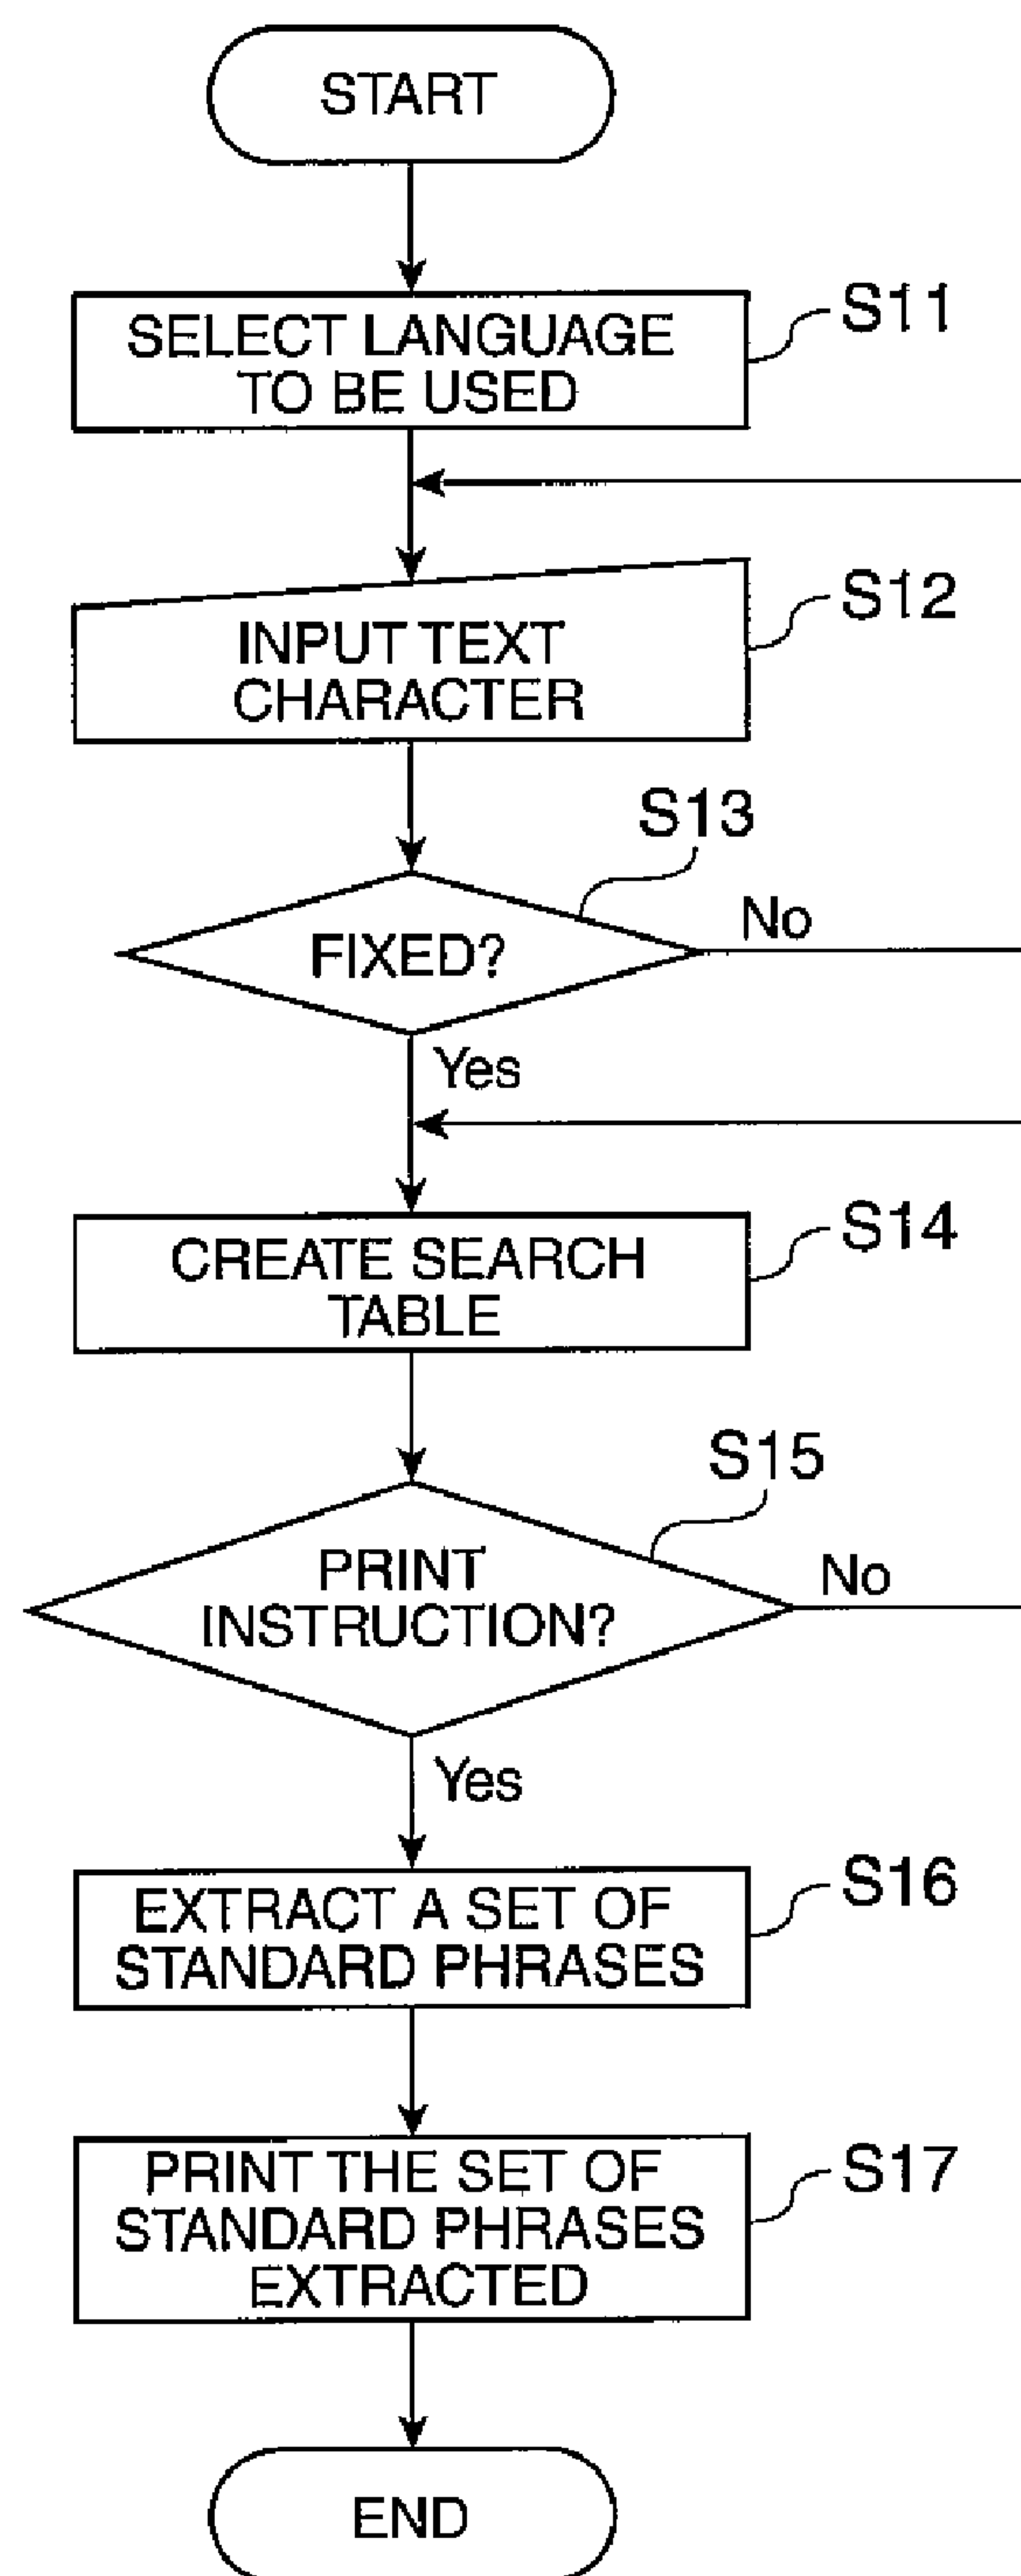 START
SELECT LANGUAGE
TO BE USED
S11
INPUT TEXT
CHARACTER
S12
S13
FIXED?
No
Yes
CREATE SEARCH
TABLE
S14
S15
PRINT
INSTRUCTION?
No
Yes
EXTRACT A SET OF
STANDARD PHRASES
S16
PRINT THE SET OF
STANDARD PHRASES
EXTRACTED
S17
END